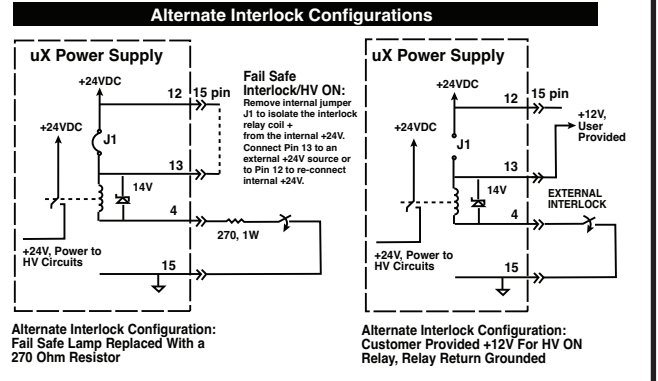 Alternate Interlock Configurations
uX Power Supply
+24VDC
12
15 pin
+24VDC
J1
13
14V
4
270, 1W
+24V, Power to
HV Circuits
15
Fail Safe
Interlock/HV ON:
Remove internal jumper
J1 to isolate the interlock
relay coil +
from the internal +24V.
Connect Pin 13 to an
external +24V source or
to Pin 12 to re-connect
internal +24V.
Alternate Interlock Configuration:
Fail Safe Lamp Replaced With a
270 Ohm Resistor
uX Power Supply
+24VDC
12
15 pin
+12V,
User
Provided
+24VDC
J1
13
14V
EXTERNAL
INTERLOCK
4
+24V, Power to
HV Circuits
15
Alternate Interlock Configuration:
Customer Provided +12V For HV ON
Relay, Relay Return Grounded